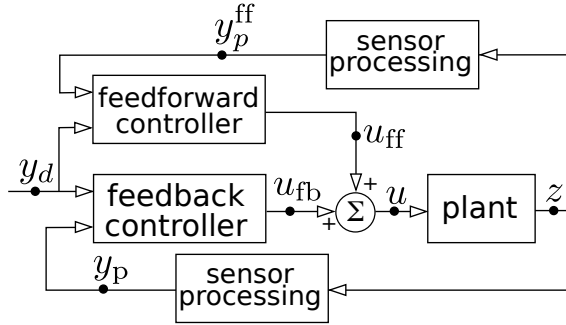 y_p^ff
sensor
processing
feedforward
controller
u_ff
y_d
feedback
controller
u_fb
+
+
Σ
u
plant
z
y_p
sensor
processing